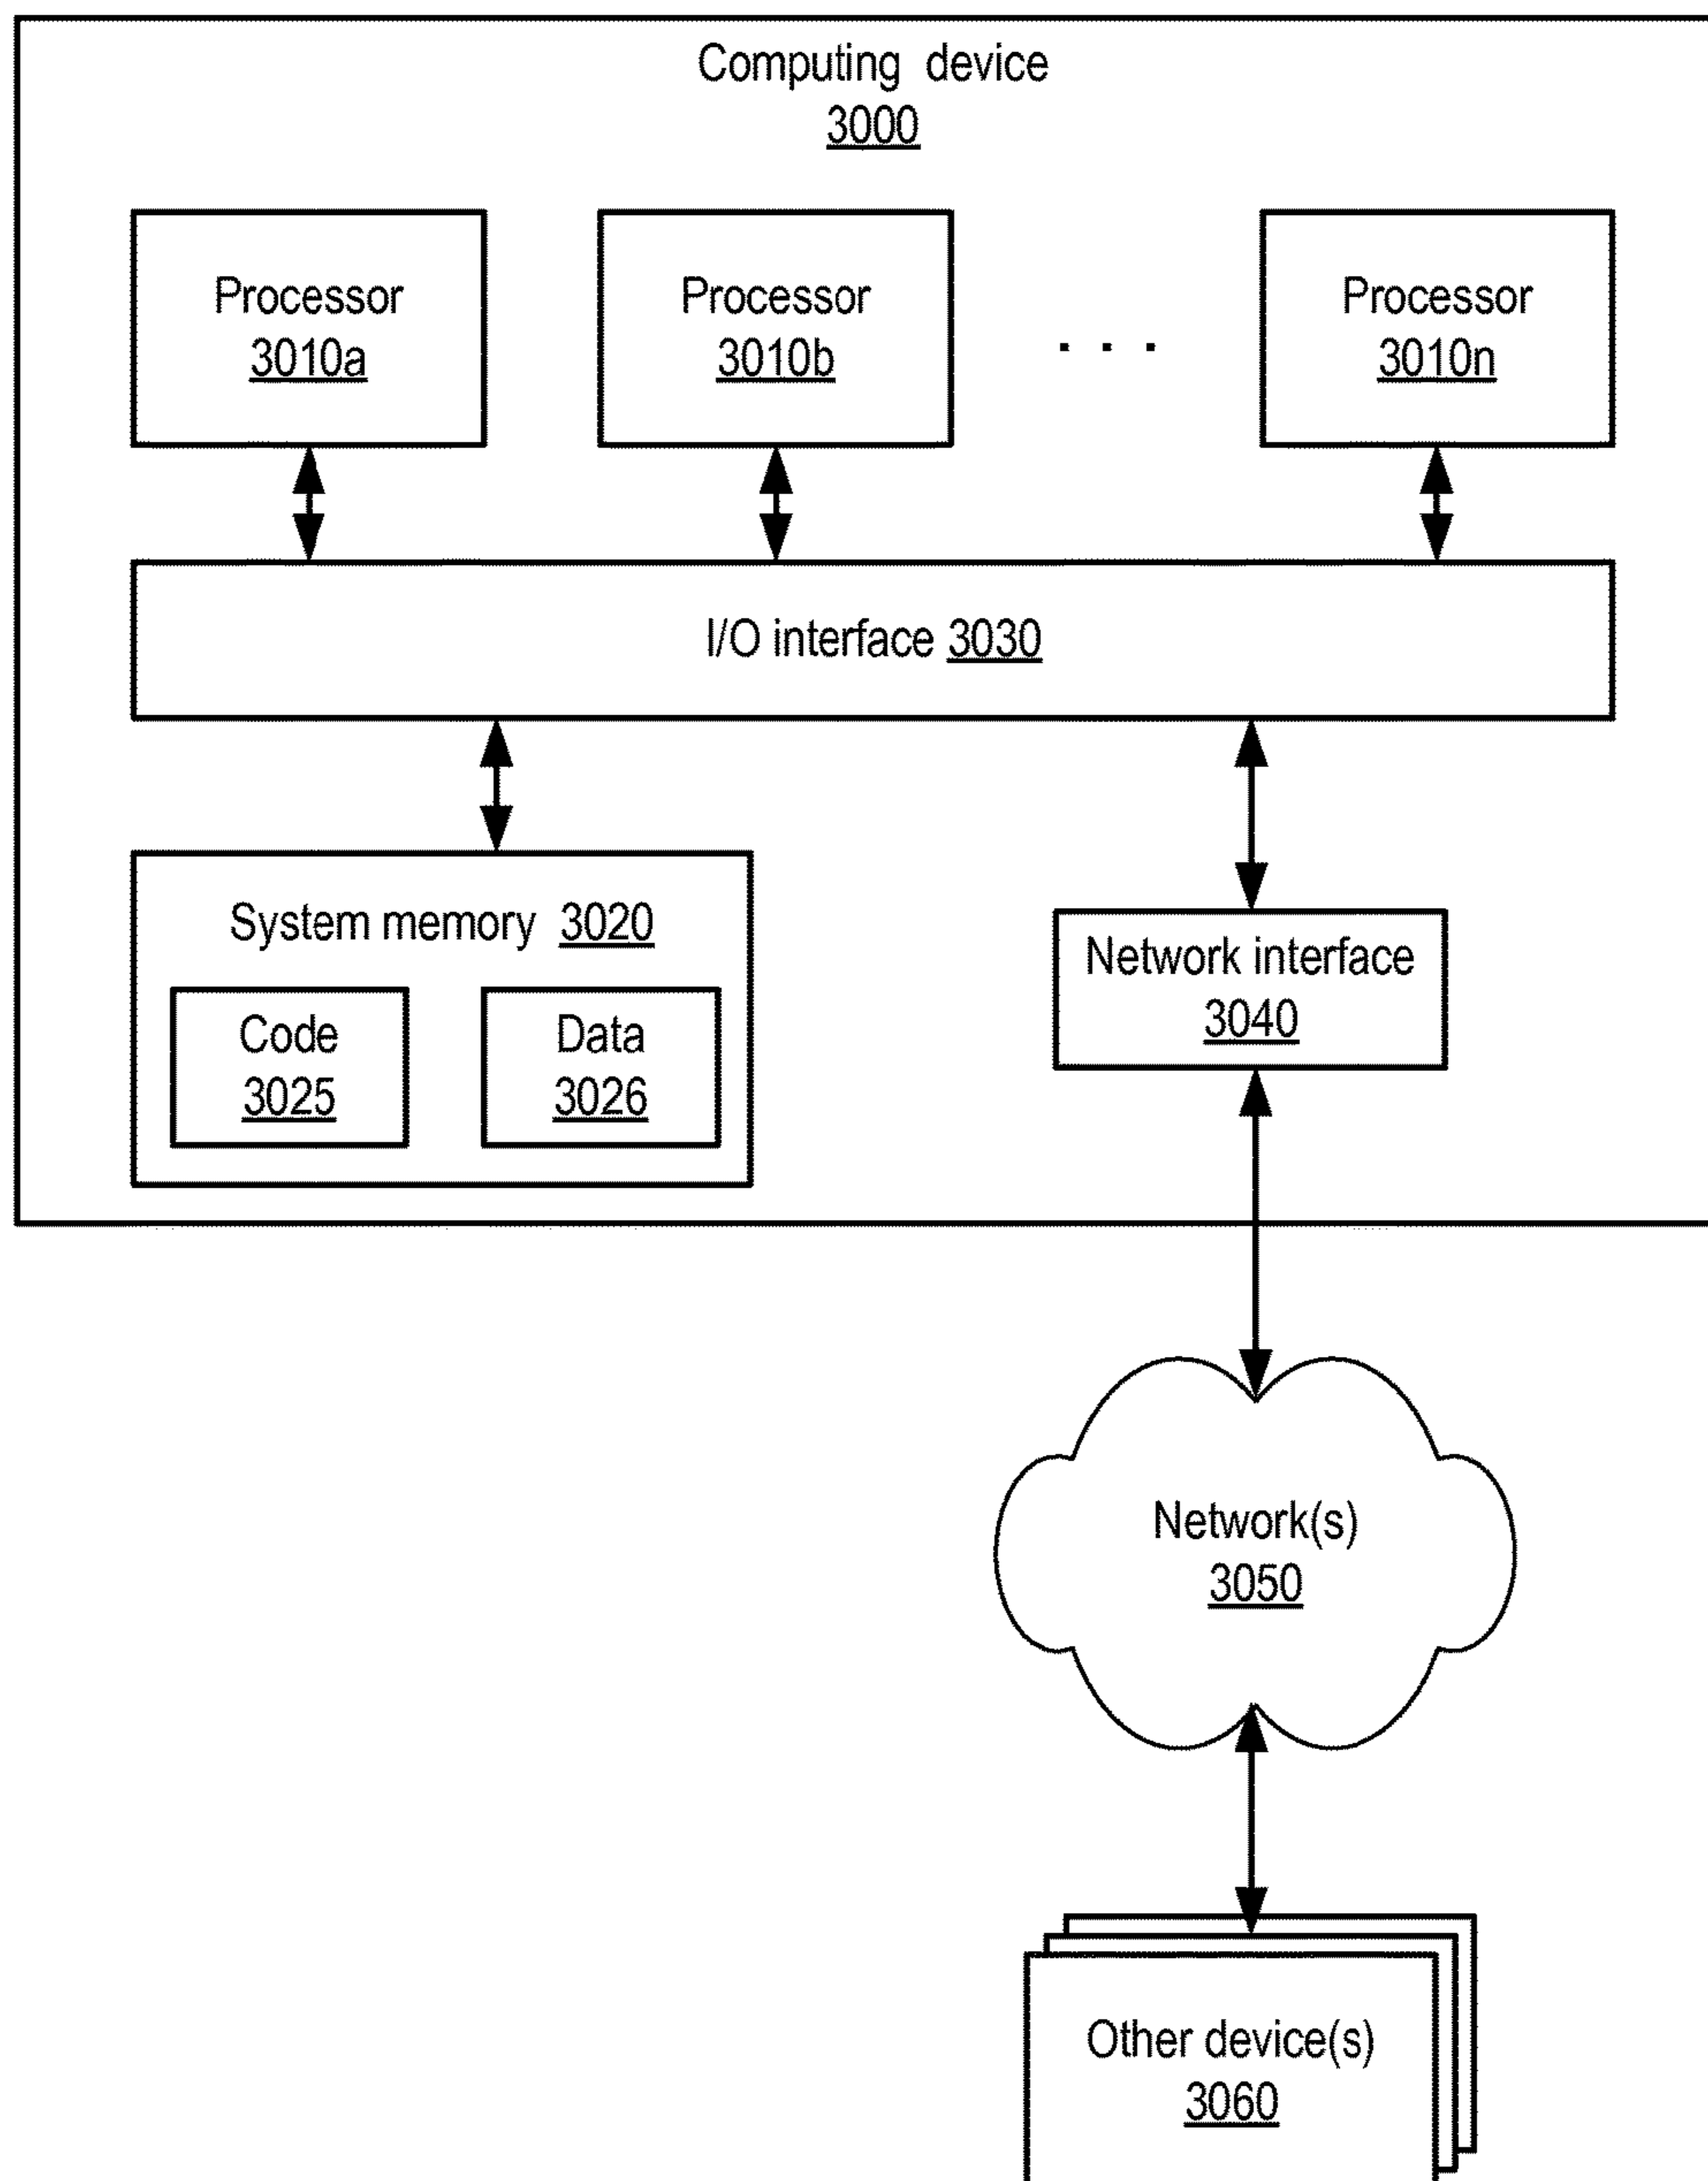 Computing device
3000
Processor
3010a
Processor
3010b
. . .
Processor
3010n
I/O interface 3030
System memory 3020
Code
3025
Data
3026
Network interface
3040
Network(s)
3050
Other device(s)
3060